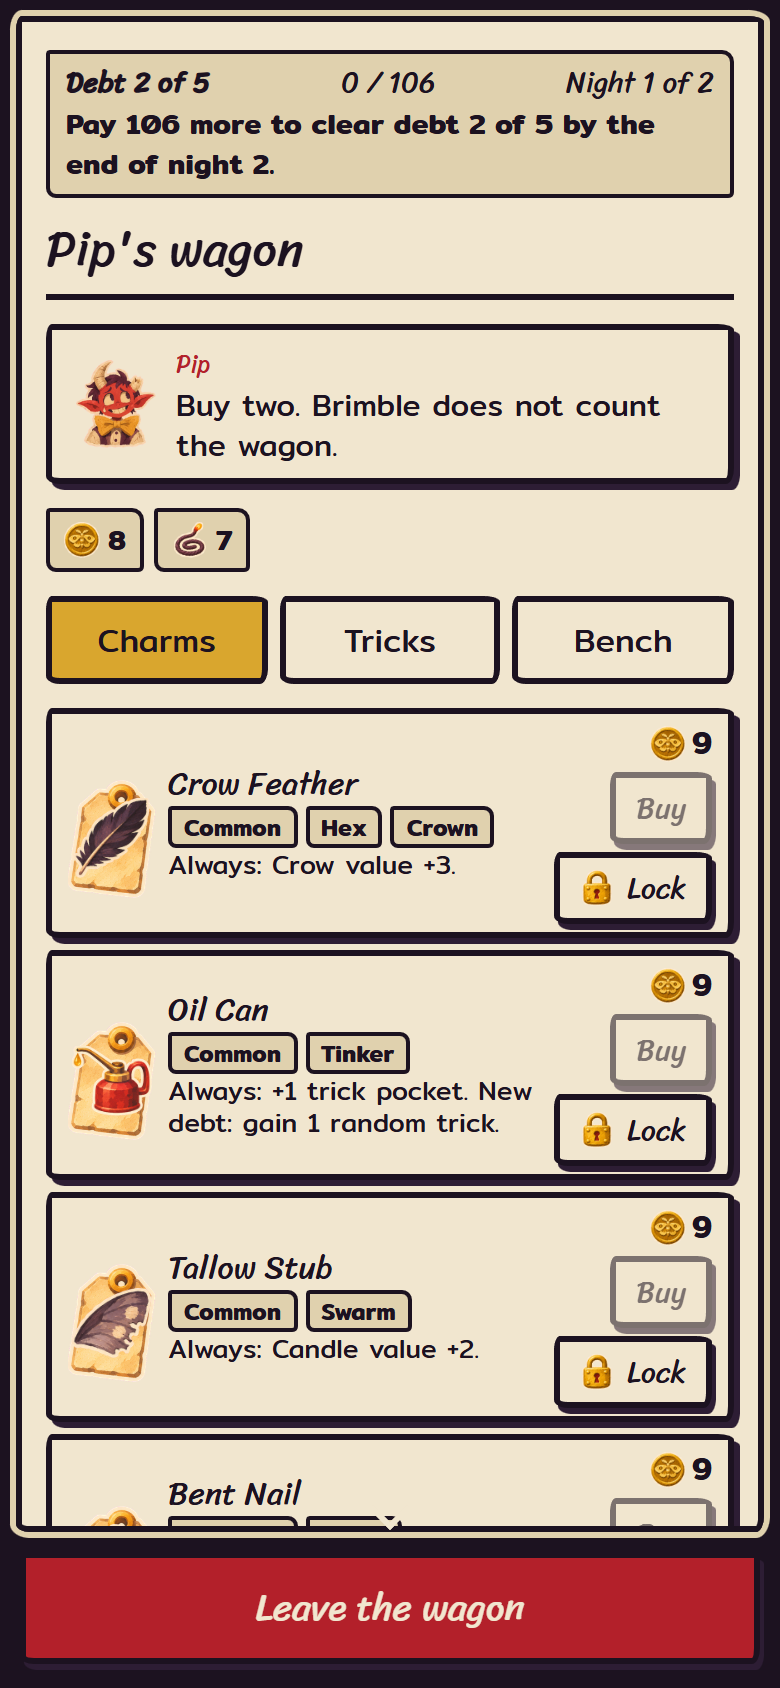 Debt 2 of 5 0 / 106 Night 1 of 2
Pay 106 more to clear debt 2 of 5 by the
end of night 2.
Pip's wagon
Pip
Buy two. Brimble does not count
the wagon.
8 7
Charms Tricks Bench
9
Crow Feather
Common Hex Crown
Buy
Always: Crow value +3.
Lock
9
Oil Can
Common Tinker
Buy
Always: +1 trick pocket. New
debt: gain 1 random trick.
Lock
9
Tallow Stub
Common Swarm
Buy
Always: Candle value +2.
Lock
9
Bent Nail
Leave the wagon